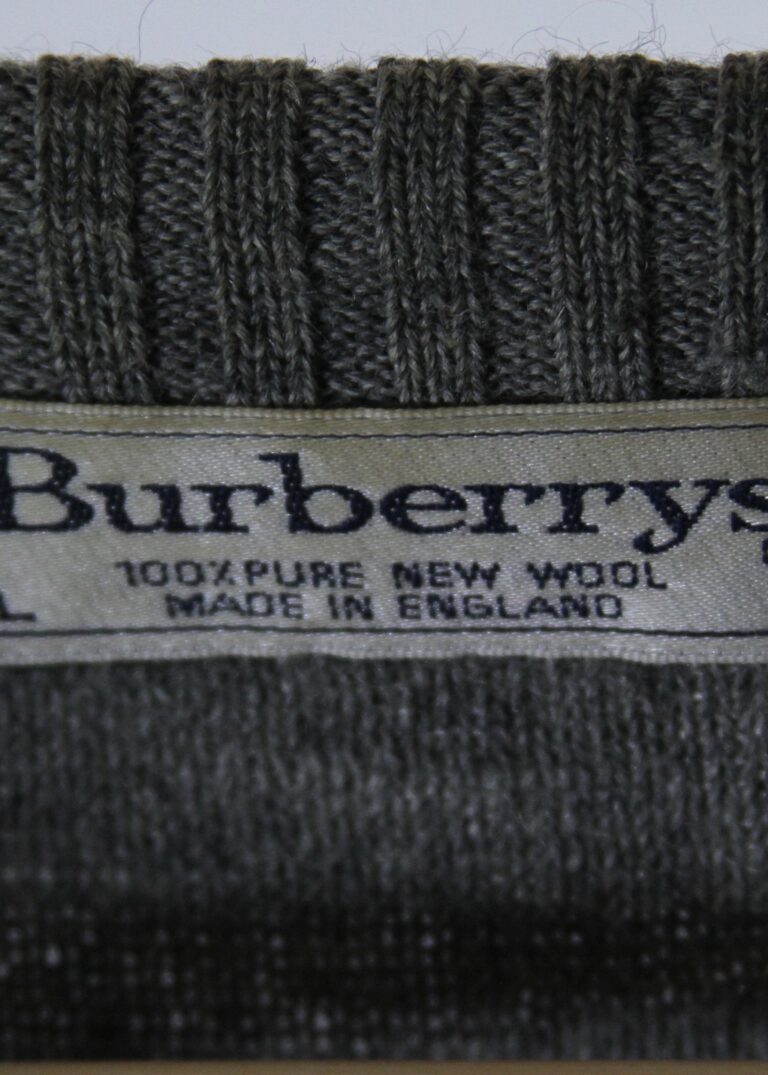 Burberrys
100% PURE NEW WOOL
L MADE IN ENGLAND